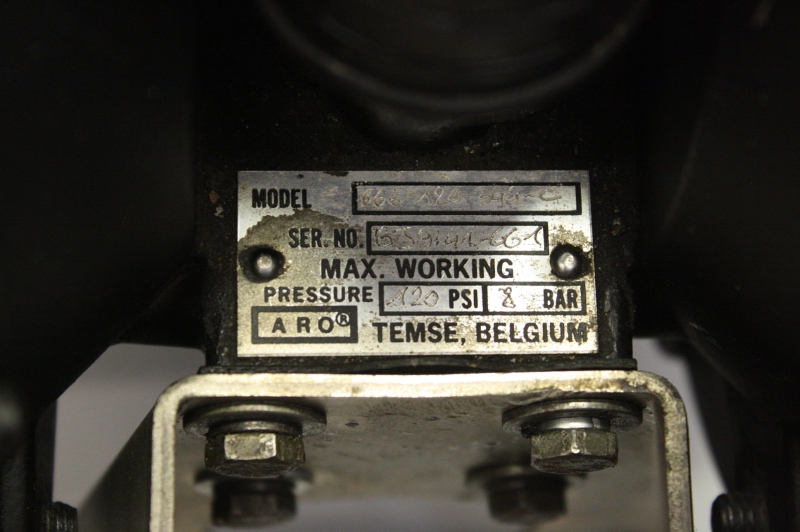 MODEL
SER. NO.
MAX. WORKING
PRESSURE 120 PSI 8 BAR
ARO® TEMSE, BELGIUM